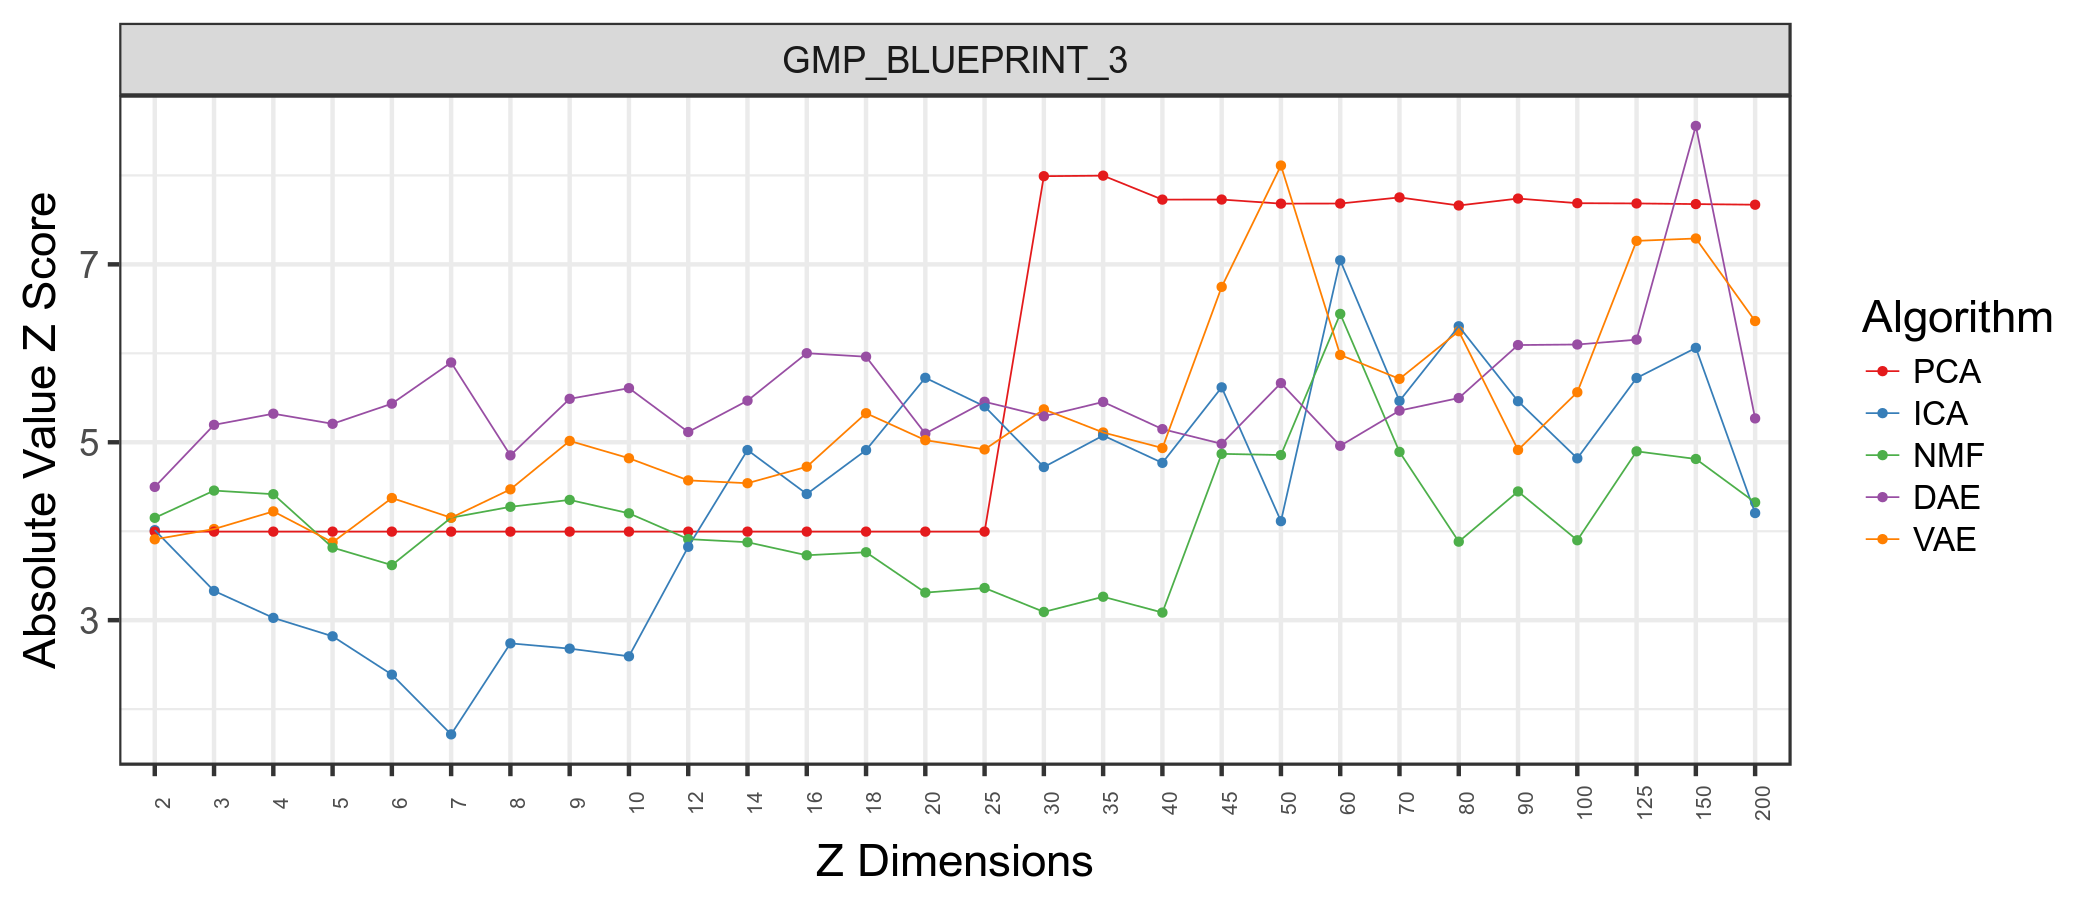 GMP_BLUEPRINT_3
Absolute Value Z Score
7
5
3
2 3 4 5 6 7 8 9 10 12 14 16 18 20 25 30 35 40 45 50 60 70 80 90 100 125 150 200
Z Dimensions
Algorithm
PCA
ICA
NMF
DAE
VAE